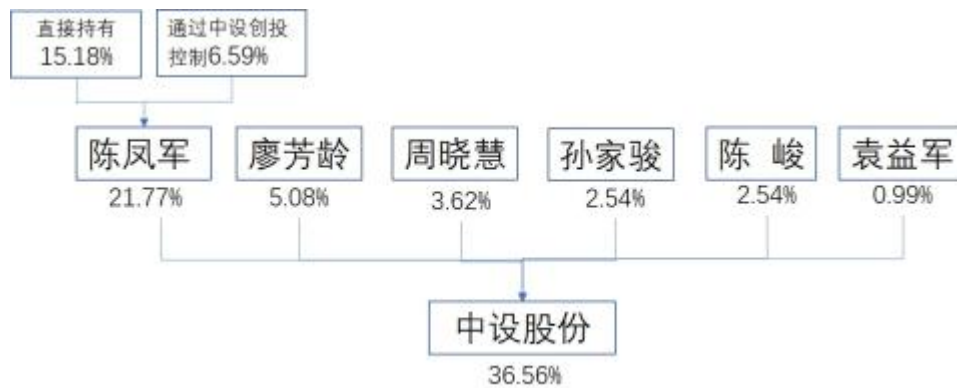 直接持有
15.18%
通过中设创投
控制6.59%
陈凤军
廖芳龄
周晓慧
孙家骏
陈 峻
袁益军
21.77%
5.08%
3.62%
2.54%
2.54%
0.99%
中设股份
36.56%